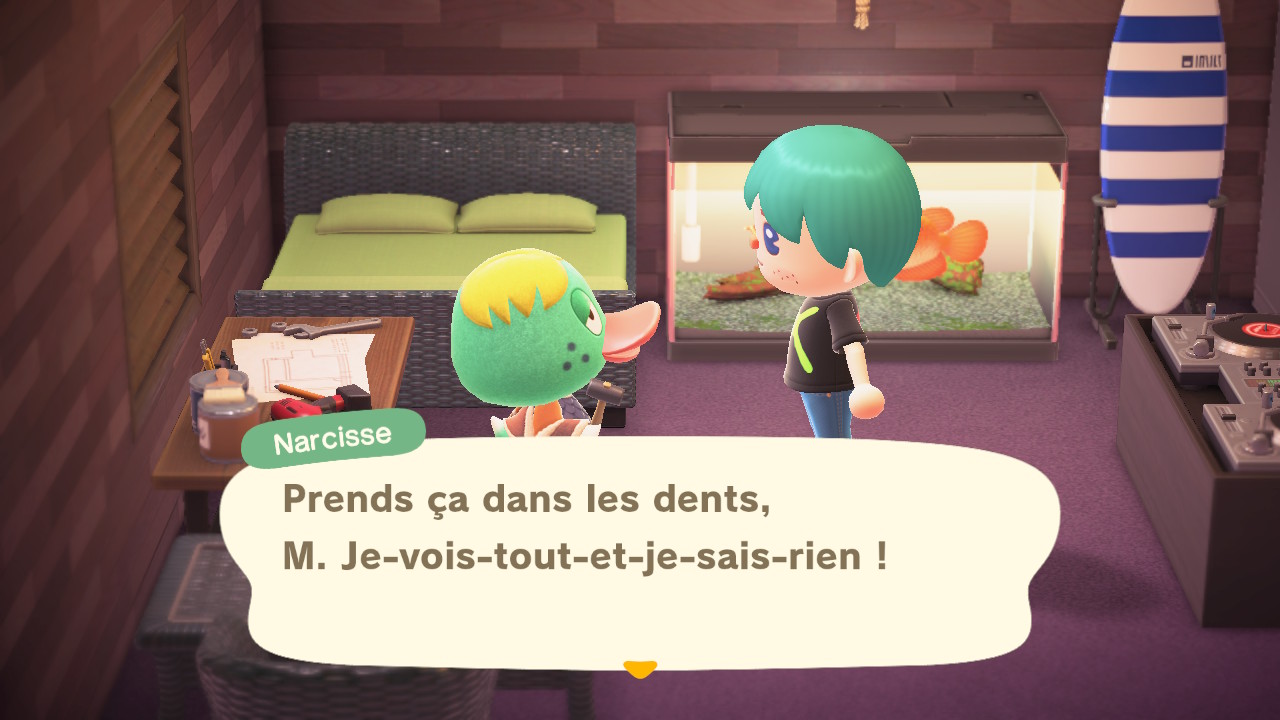 Narcisse
Prends ça dans les dents,
M. Je-vois-tout-et-je-sais-rien !